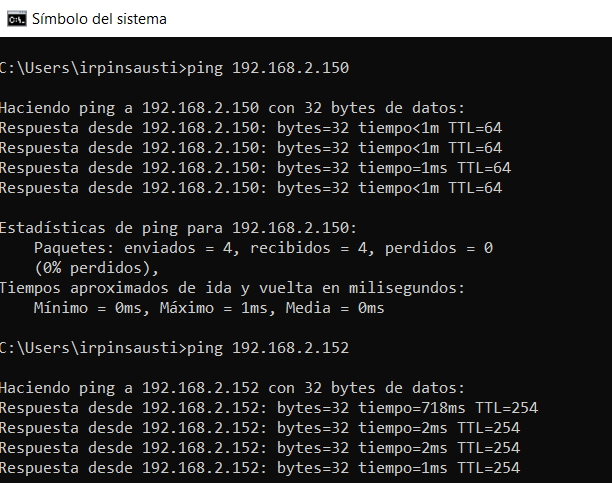 Símbolo del sistema
C:\Users\irpinsausti>ping 192.168.2.150
Haciendo ping a 192.168.2.150 con 32 bytes de datos:
Respuesta desde 192.168.2.150: bytes=32 tiempo<1m TTL=64
Respuesta desde 192.168.2.150: bytes=32 tiempo<1m TTL=64
Respuesta desde 192.168.2.150: bytes=32 tiempo=1ms TTL=64
Respuesta desde 192.168.2.150: bytes=32 tiempo<1m TTL=64
Estadísticas de ping para 192.168.2.150:
Paquetes: enviados = 4, recibidos = 4, perdidos = 0
(0% perdidos),
Tiempos aproximados de ida y vuelta en milisegundos:
Mínimo = 0ms, Máximo = 1ms, Media = 0ms
C:\Users\irpinsausti>ping 192.168.2.152
Haciendo ping a 192.168.2.152 con 32 bytes de datos:
Respuesta desde 192.168.2.152: bytes=32 tiempo=718ms TTL=254
Respuesta desde 192.168.2.152: bytes=32 tiempo=2ms TTL=254
Respuesta desde 192.168.2.152: bytes=32 tiempo=2ms TTL=254
Respuesta desde 192.168.2.152: bytes=32 tiempo=1ms TTL=254